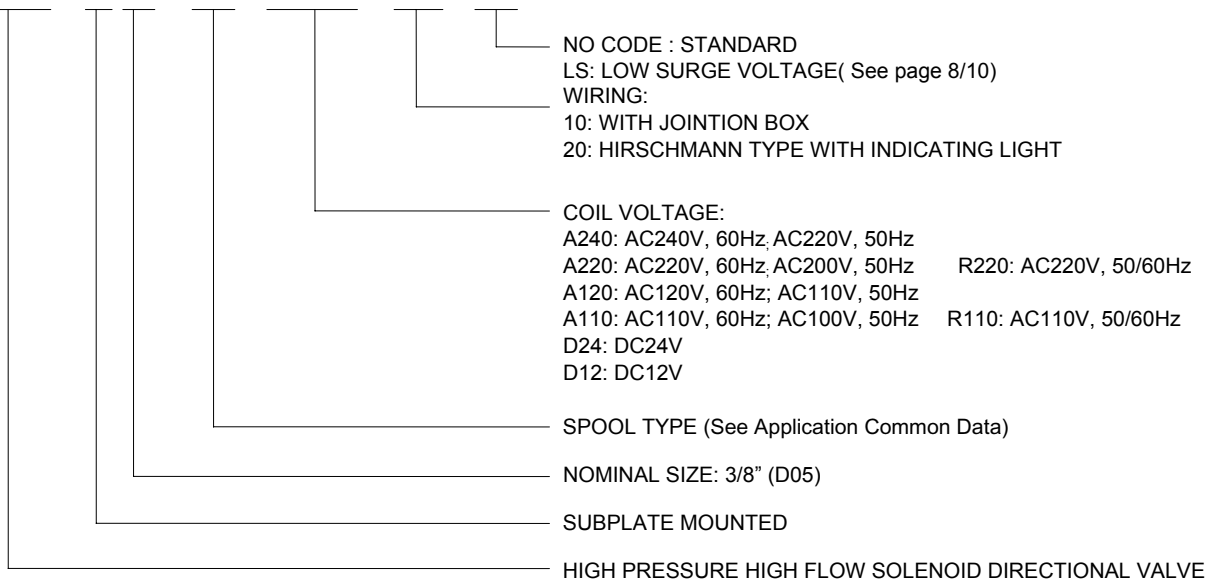 NO CODE : STANDARD
LS: LOW SURGE VOLTAGE( See page 8/10)
WIRING:
10: WITH JOINTION BOX
20: HIRSCHMANN TYPE WITH INDICATING LIGHT
COIL VOLTAGE:
A240: AC240V, 60Hz; AC220V, 50Hz
A220: AC220V, 60Hz; AC200V, 50Hz R220: AC220V, 50/60Hz
A120: AC120V, 60Hz; AC110V, 50Hz
A110: AC110V, 60Hz; AC100V, 50Hz R110: AC110V, 50/60Hz
D24: DC24V
D12: DC12V
SPOOL TYPE (See Application Common Data)
NOMINAL SIZE: 3/8” (D05)
SUBPLATE MOUNTED
HIGH PRESSURE HIGH FLOW SOLENOID DIRECTIONAL VALVE